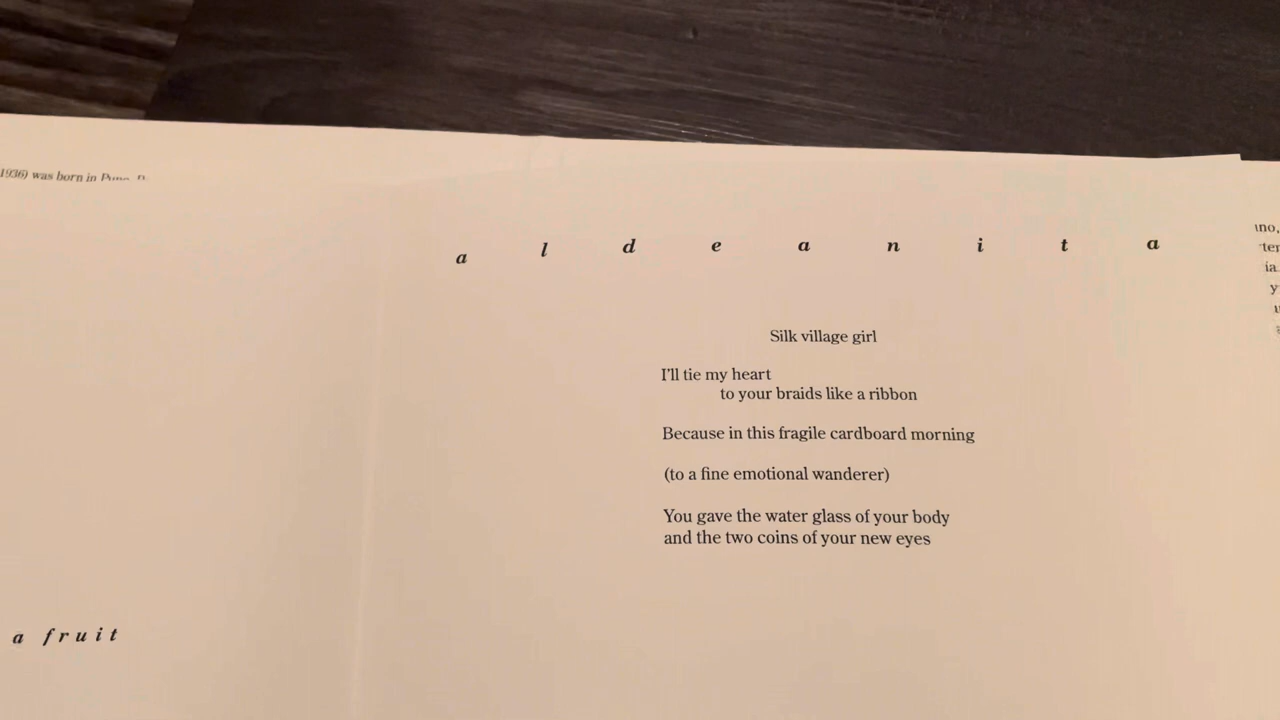 1936) was born in
a l d e a n i t a
Silk village girl
I'll tie my heart
to your braids like a ribbon
Because in this fragile cardboard morning
(to a fine emotional wanderer)
You gave the water glass of your body
and the two coins of your new eyes
a fruit